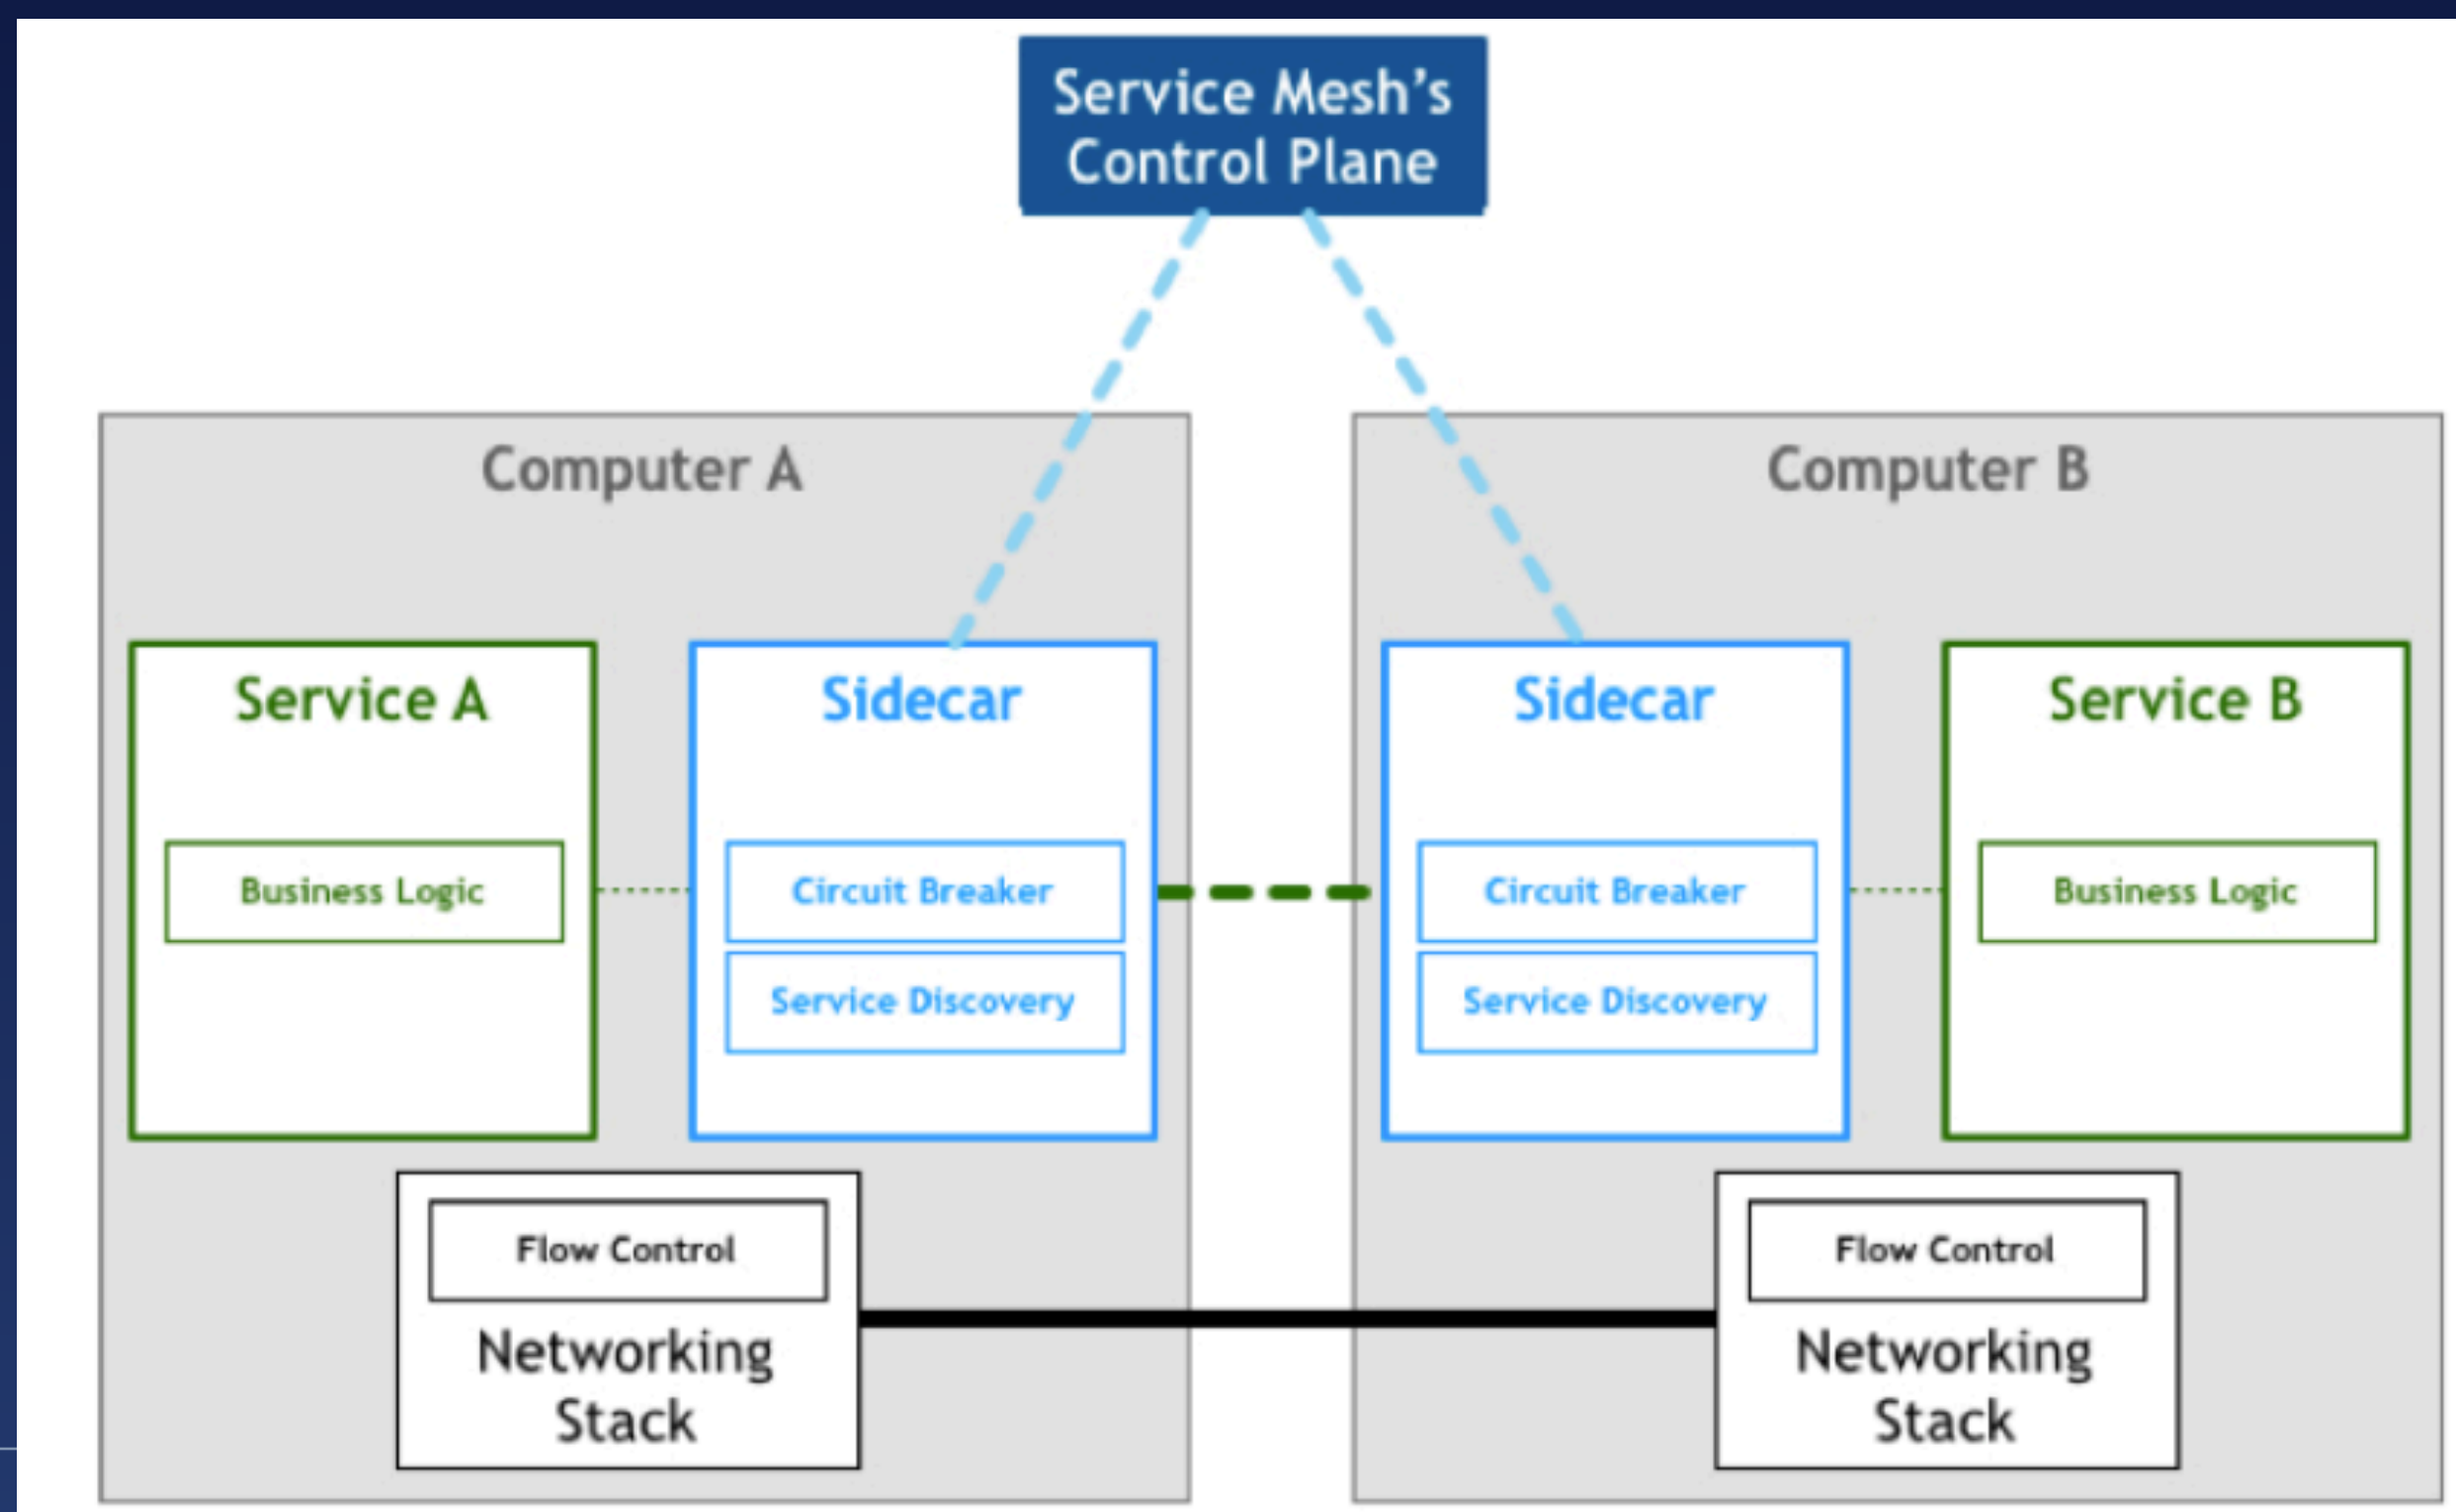 Service Mesh’s
Control Plane
Computer A
Service A
Business Logic
Sidecar
Circuit Breaker
Service Discovery
Flow Control
Networking
Stack
Computer B
Sidecar
Circuit Breaker
Service Discovery
Service B
Business Logic
Flow Control
Networking
Stack